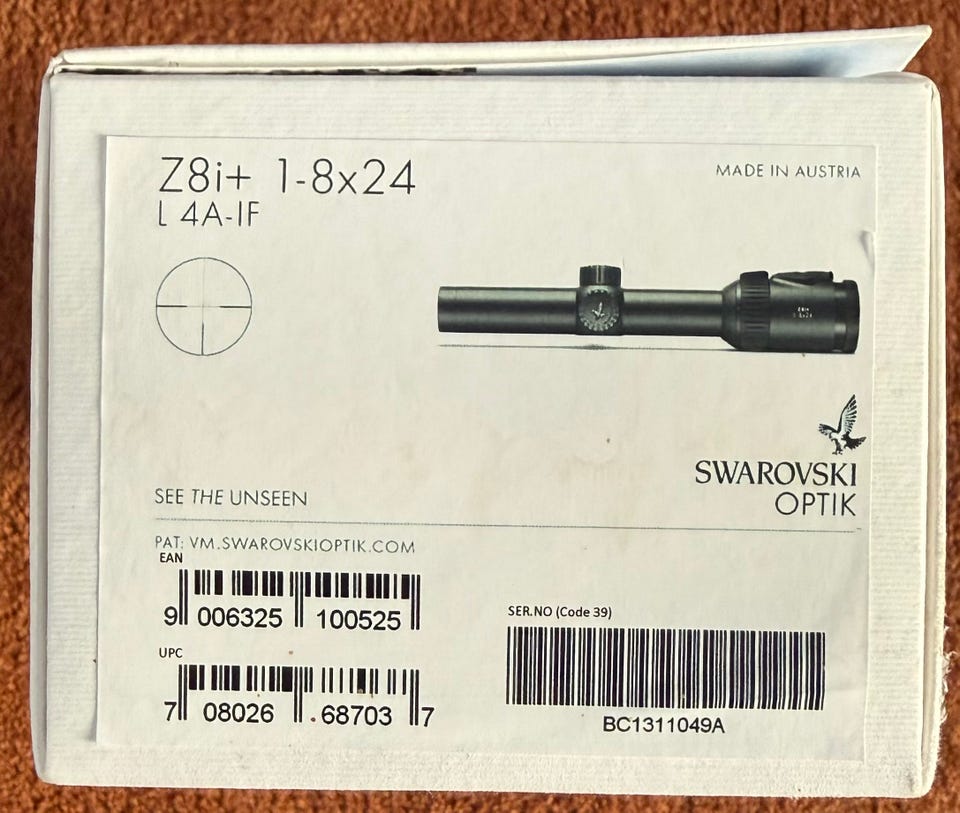 Z8i+ 1-8x24
L 4A-IF
MADE IN AUSTRIA
SWAROVSKI
OPTIK
SEE THE UNSEEN
PAT: VM.SWAROVSKIOPTIK.COM
EAN
9 006325 100525
SER.NO (Code 39)
BC1311049A
UPC
7 08026 68703 7